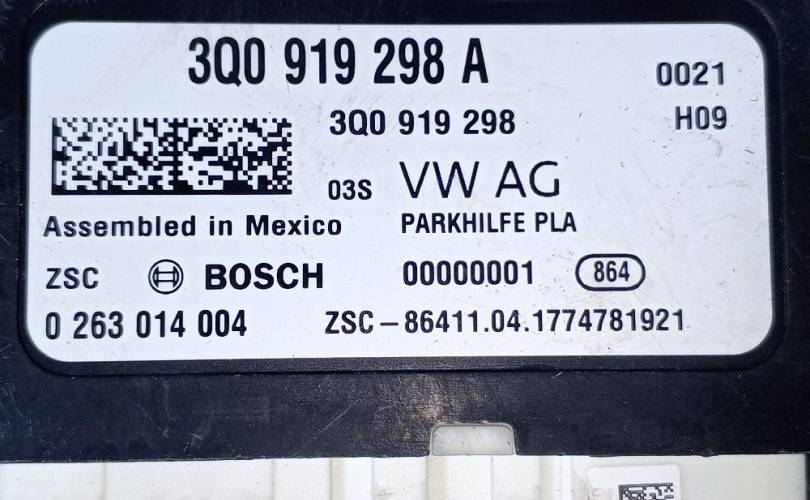 3Q0 919 298 A
0021
3Q0 919 298
H09
03S VW AG
Assembled in Mexico
PARKHILFE PLA
ZSC BOSCH
00000001 864
0 263 014 004
ZSC-86411.04.1774781921